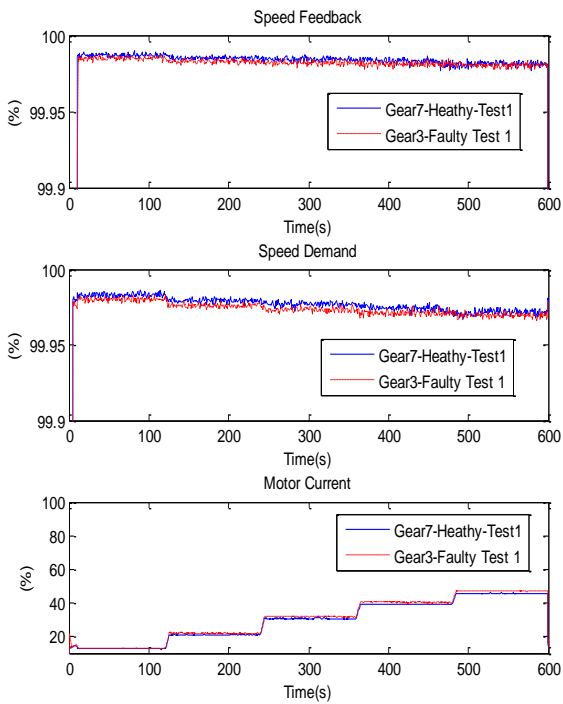 Speed Feedback
100
99.95
99.9
(%)
Gear7-Heathy-Test1
Gear3-Faulty Test 1
0 100 200 300 400 500 600
Time(s)
Speed Demand
100
99.95
99.9
(%)
Gear7-Heathy-Test1
Gear3-Faulty Test 1
0 100 200 300 400 500 600
Time(s)
Motor Current
100
80
60
40
20
(%)
Gear7-Heathy-Test1
Gear3-Faulty Test 1
0 100 200 300 400 500 600
Time(s)